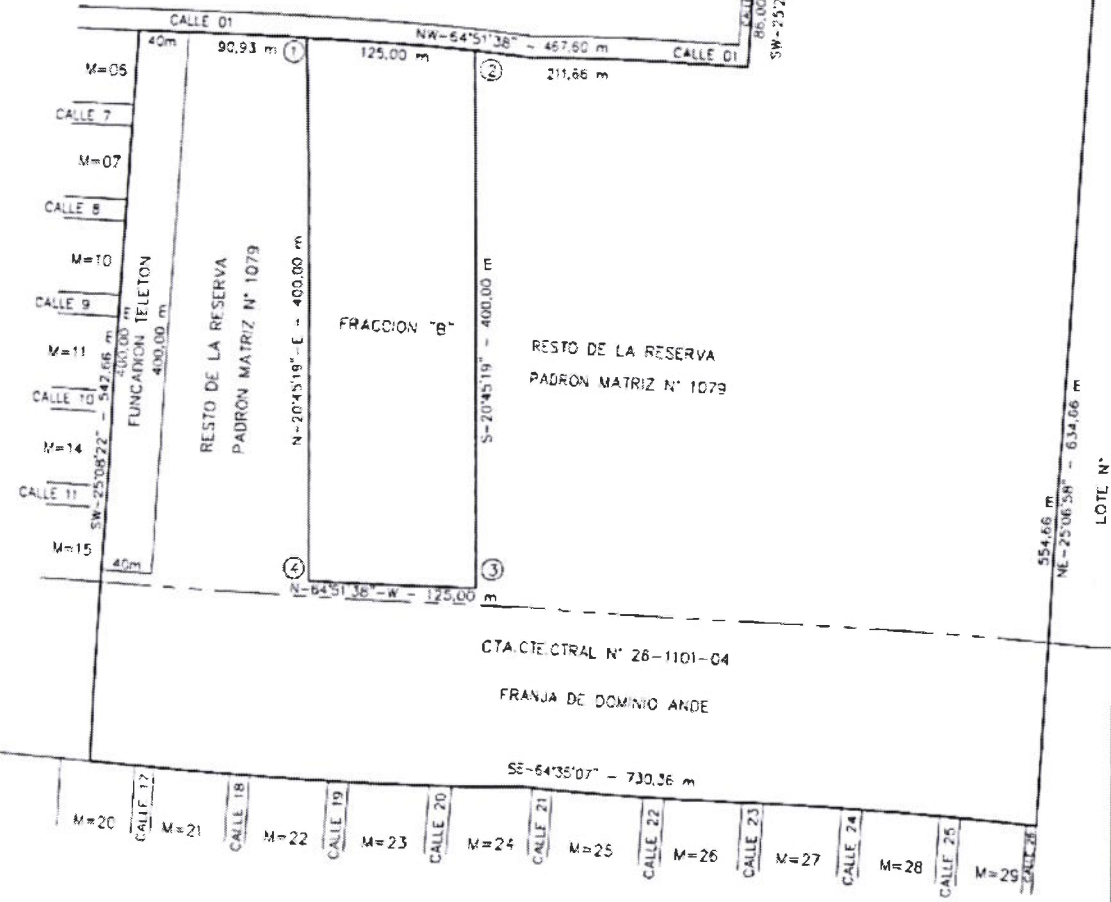 CALLE 01
40m
90,93 m
1
NW-64°51'38" - 467,60 m
125,00 m
CALLE 01
2
211,66 m
86,00
M=06
CALLE 7
M=07
CALLE 8
M=10
CALLE 9
M=11
CALLE 10
M=14
CALLE 11
M=15
SW-25°08'22" - 542,66 m
400,00 m
FUNCADION TELETON
400,00 m
40m
RESTO DE LA RESERVA
PADRON MATRIZ N° 1079
N-20°45'19"-E - 400,00 m
FRACCION "B"
S-20°45'19" - 400,00 E
RESTO DE LA RESERVA
PADRON MATRIZ N° 1079
4
3
N-64°51'38"-W - 125,00 m
554,66 m
NE-25°06'58" - 634,66 E
LOTE N°
CTA.CTE.CTRAL N° 26-1101-04
FRANJA DE DOMINIO ANDE
SE-64°35'07" - 730,36 m
M=20
CALLE 17
M=21
CALLE 18
M=22
CALLE 19
M=23
CALLE 20
M=24
CALLE 21
M=25
CALLE 22
M=26
CALLE 23
M=27
CALLE 24
M=28
CALLE 25
M=29
CALLE 26